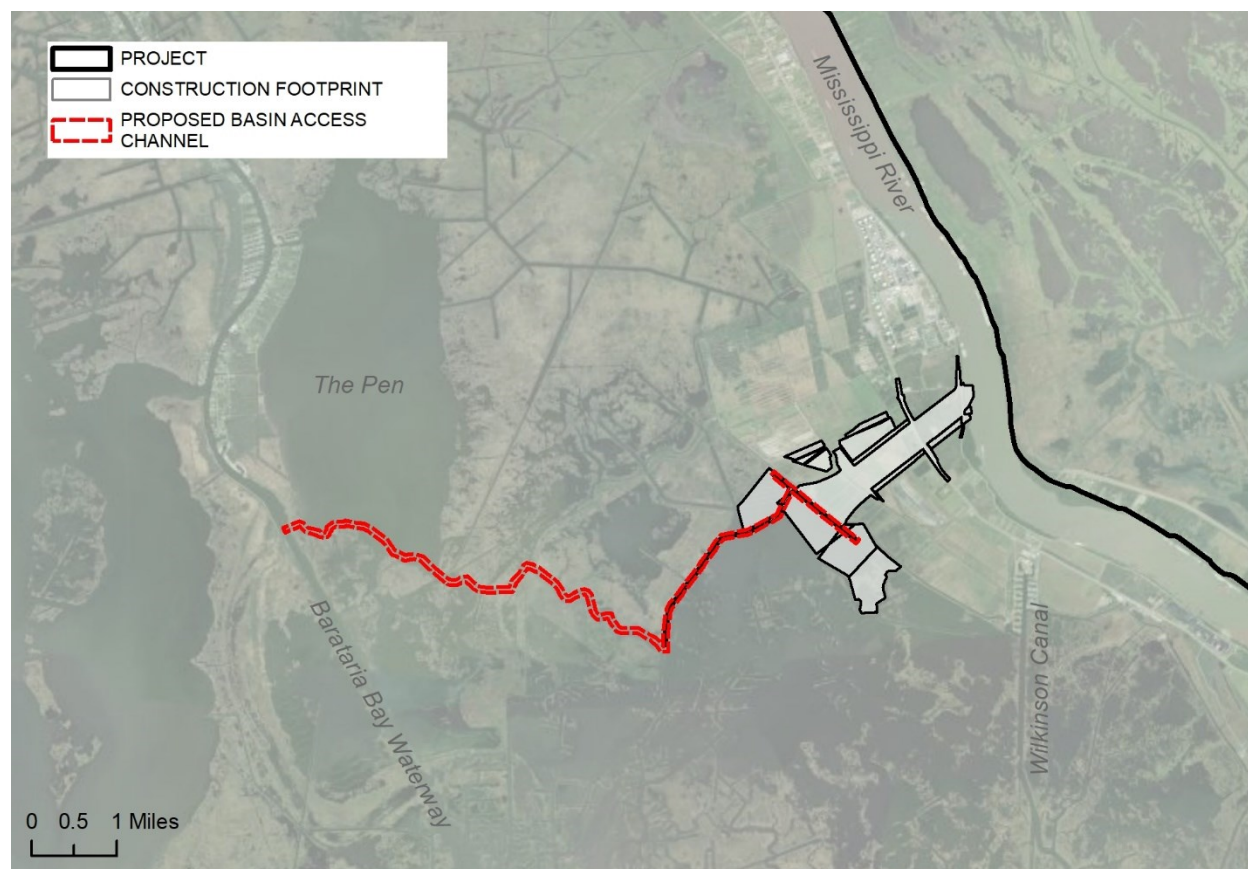 PROJECT
CONSTRUCTION FOOTPRINT
PROPOSED BASIN ACCESS
CHANNEL
Mississippi River
The Pen
Barataria Bay Waterway
Wilkinson Canal
0 0.5 1 Miles